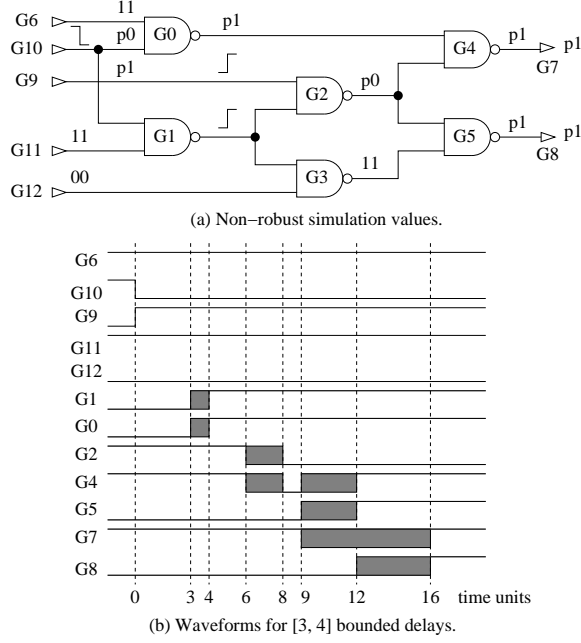 G6
11
G10
p0
G0
p1
G4
p1
p1
G7
G9
p1
G2
p0
G11
11
G1
G5
p1
p1
G8
G12
00
G3
11
(a) Non–robust simulation values.
G6
G10
G9
G11
G12
G1
G0
G2
G4
G5
G7
G8
0 3 4 6 8 9 12 16 time units
(b) Waveforms for [3, 4] bounded delays.